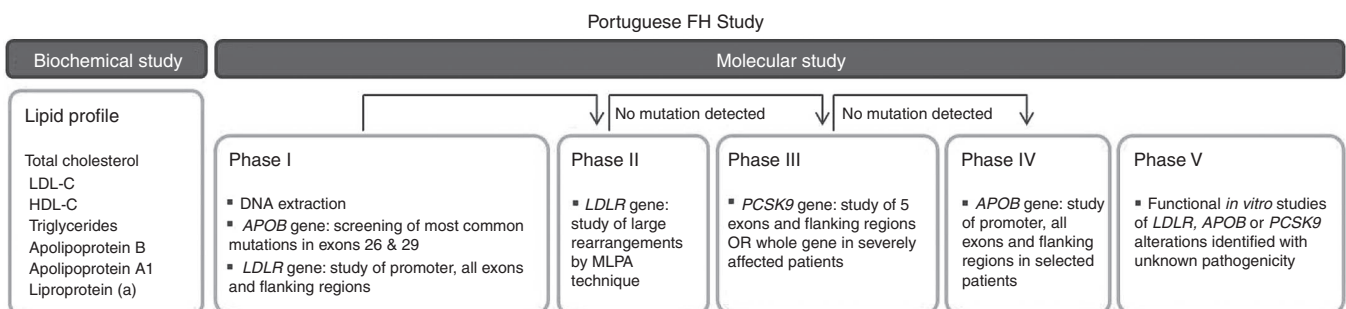 Portuguese FH Study
Biochemical study
Molecular study
Lipid profile
Total cholesterol
LDL-C
HDL-C
Triglycerides
Apolipoprotein B
Apolipoprotein A1
Liproprotein (a)
Phase I
▪ DNA extraction
▪ APOB gene: screening of most common
mutations in exons 26 & 29
▪ LDLR gene: study of promoter, all exons
and flanking regions
No mutation detected
Phase II
▪ LDLR gene:
study of large
rearrangements
by MLPA
technique
No mutation detected
Phase III
▪ PCSK9 gene: study of 5
exons and flanking regions
OR whole gene in severely
affected patients
Phase IV
▪ APOB gene: study
of promoter, all
exons and flanking
regions in selected
patients
Phase V
▪ Functional in vitro studies
of LDLR, APOB or PCSK9
alterations identified with
unknown pathogenicity